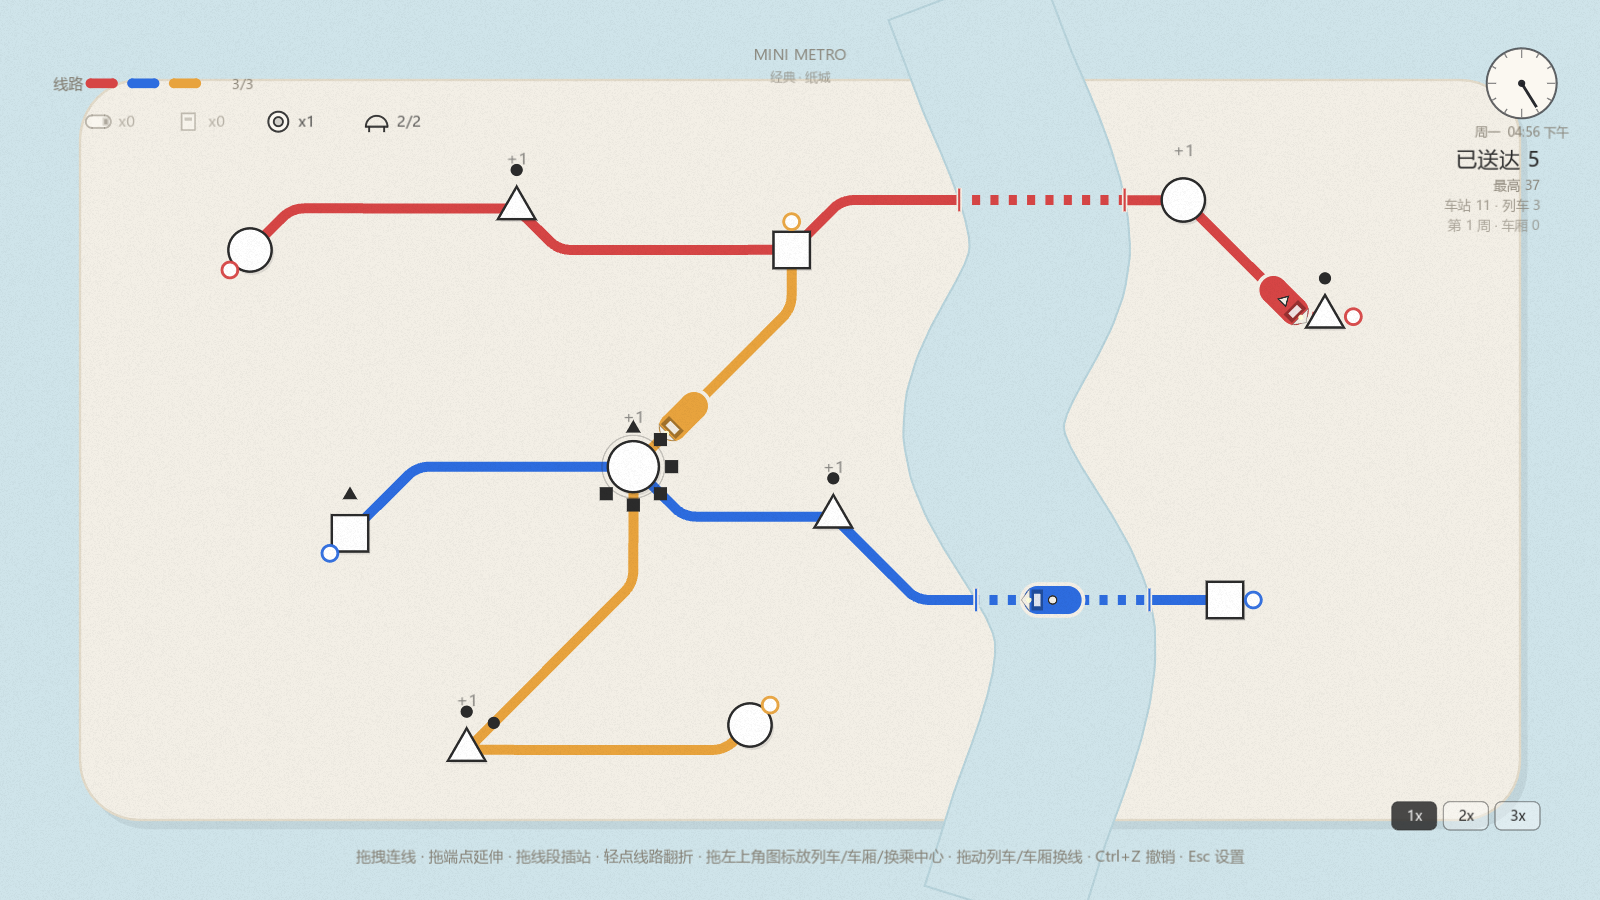 MINI METRO
经典 · 纸城
线路 3/3
x0 x0 x1 2/2
周一 04:56 下午
已送达 5
最高 37
车站 11 · 列车 3
第 1 周 · 车厢 0
+1
+1
+1
+1
+1
1x 2x 3x
拖拽连线 · 拖端点延伸 · 拖线段插站 · 轻点线路翻折 · 拖左上角图标放列车/车厢/换乘中心 · 拖动列车/车厢换线 · Ctrl+Z 撤销 · Esc 设置